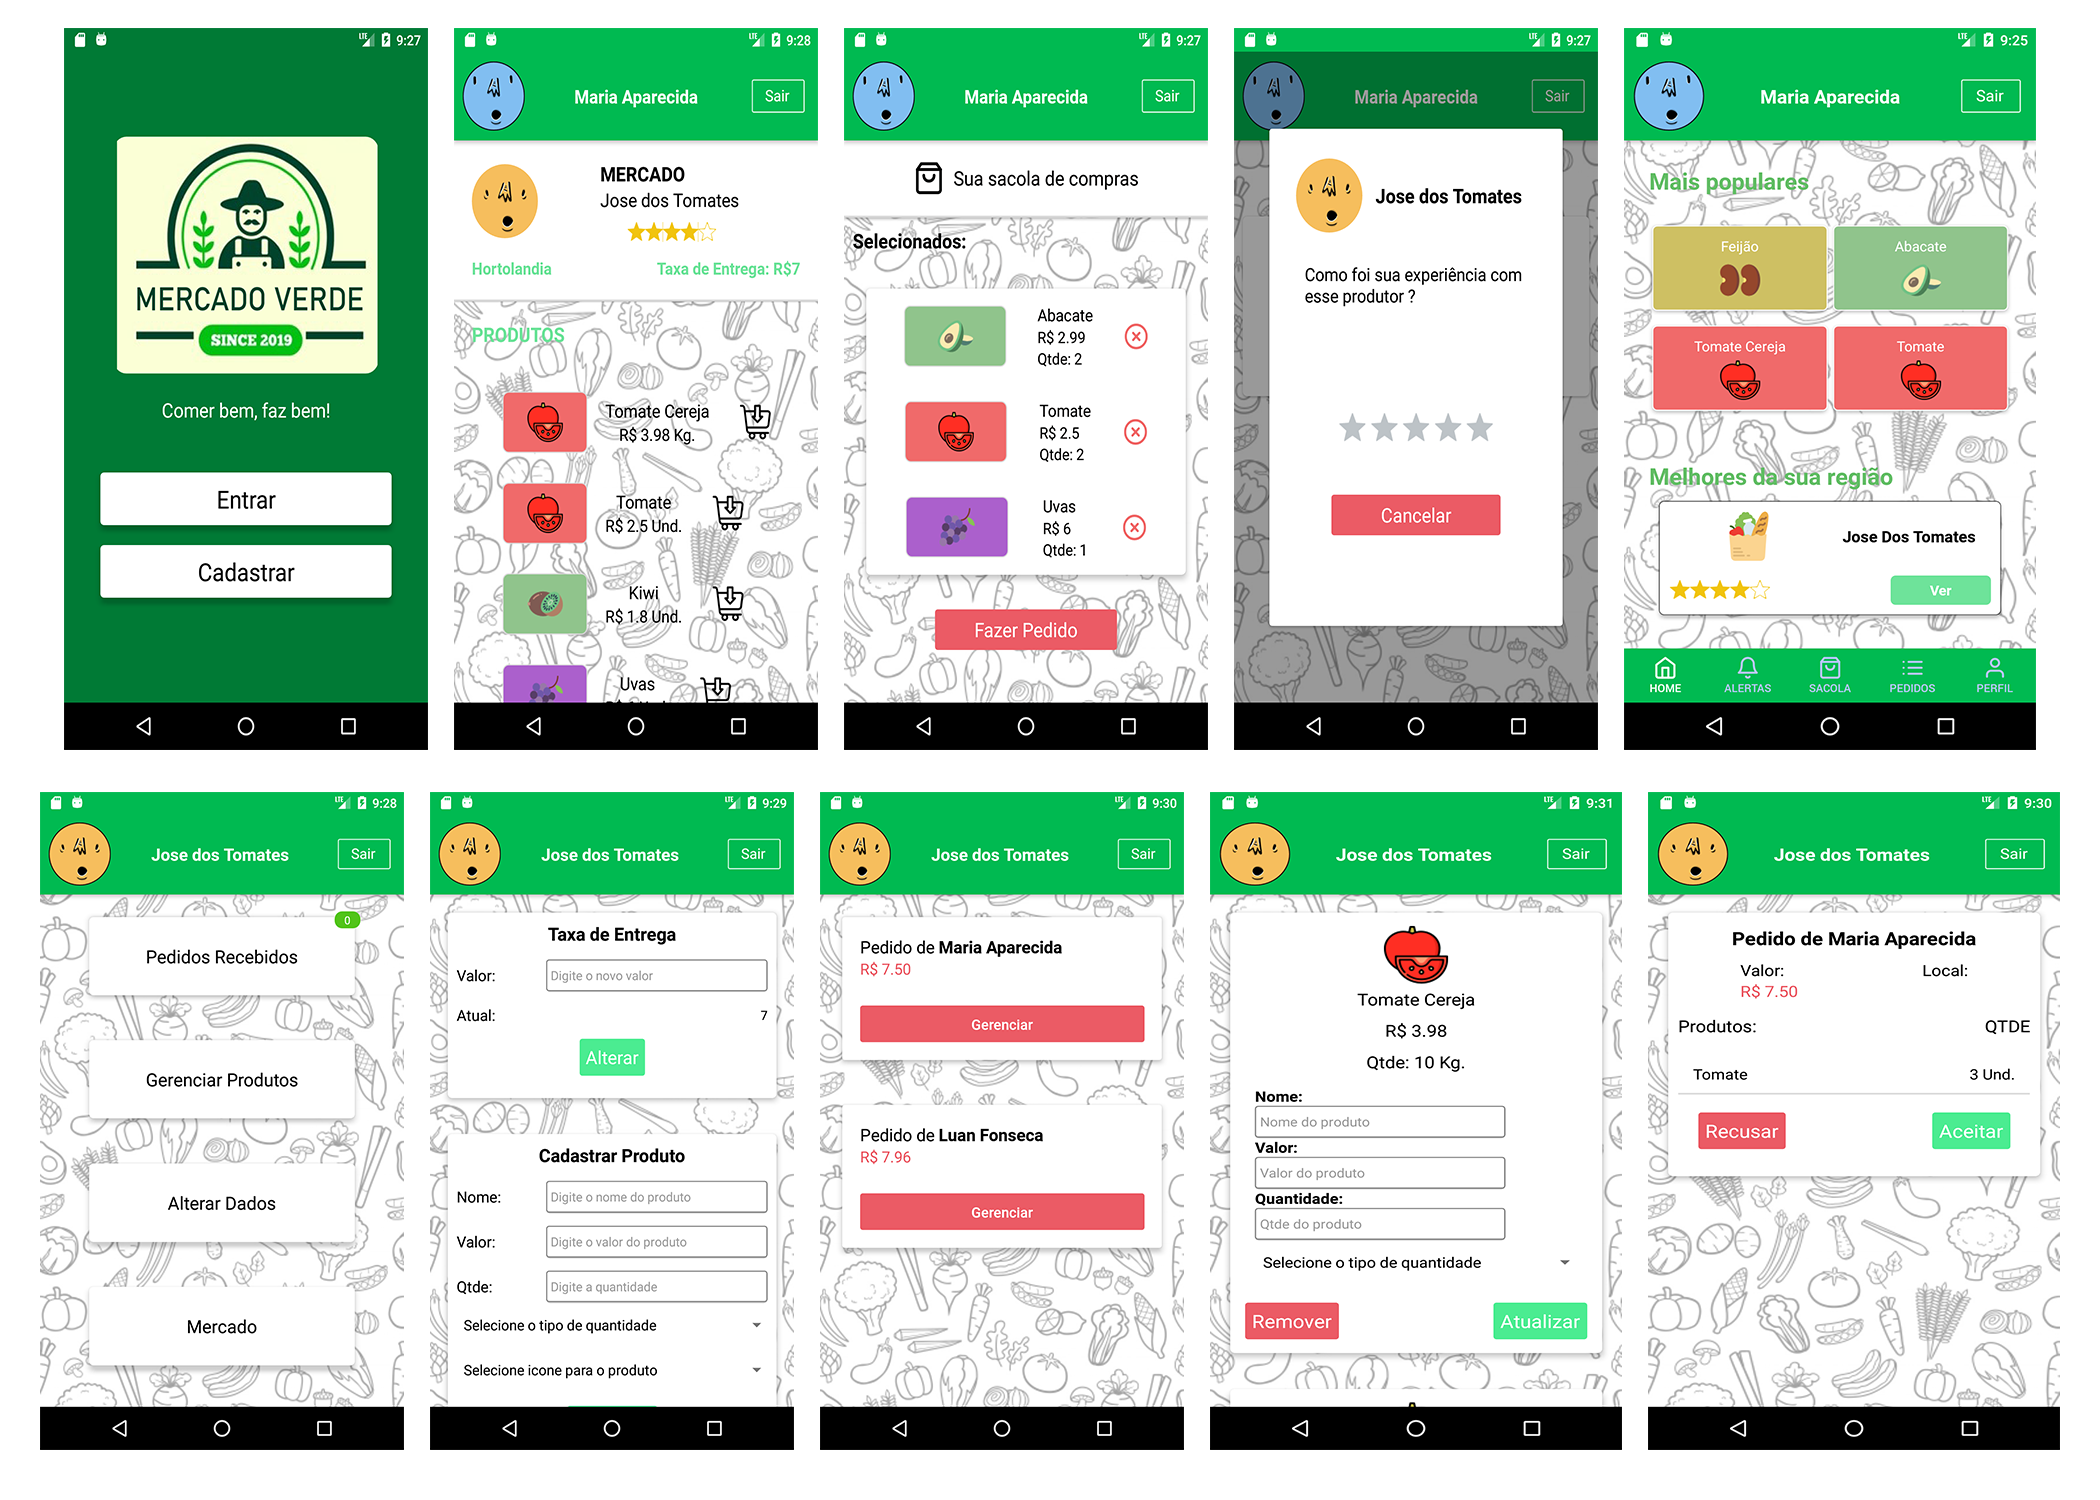 LTE 9:27
MERCADO VERDE
SINCE 2019
Comer bem, faz bem!
Entrar
Cadastrar
LTE 9:28
Maria Aparecida
Sair
MERCADO
Jose dos Tomates
Hortolandia
Taxa de Entrega: R$7
PRODUTOS
Tomate Cereja
R$ 3.98 Kg.
Tomate
R$ 2.5 Und.
Kiwi
R$ 1.8 Und.
Uvas
LTE 9:27
Maria Aparecida
Sair
Sua sacola de compras
Selecionados:
Abacate
R$ 2.99
Qtde: 2
Tomate
R$ 2.5
Qtde: 2
Uvas
R$ 6
Qtde: 1
Fazer Pedido
LTE 9:27
Maria Aparecida
Sair
Jose dos Tomates
Como foi sua experiência com
esse produtor ?
Cancelar
LTE 9:25
Maria Aparecida
Sair
Mais populares
Feijão
Abacate
Tomate Cereja
Tomate
Melhores da sua região
Jose Dos Tomates
Ver
HOME
ALERTAS
SACOLA
PEDIDOS
PERFIL
LTE 9:28
Jose dos Tomates
Sair
0
Pedidos Recebidos
Gerenciar Produtos
Alterar Dados
Mercado
LTE 9:29
Jose dos Tomates
Sair
Taxa de Entrega
Valor: Digite o novo valor
Atual: 7
Alterar
Cadastrar Produto
Nome: Digite o nome do produto
Valor: Digite o valor do produto
Qtde: Digite a quantidade
Selecione o tipo de quantidade
Selecione icone para o produto
LTE 9:30
Jose dos Tomates
Sair
Pedido de Maria Aparecida
R$ 7.50
Gerenciar
Pedido de Luan Fonseca
R$ 7.96
Gerenciar
LTE 9:31
Jose dos Tomates
Sair
Tomate Cereja
R$ 3.98
Qtde: 10 Kg.
Nome:
Nome do produto
Valor:
Valor do produto
Quantidade:
Qtde do produto
Selecione o tipo de quantidade
Remover
Atualizar
LTE 9:30
Jose dos Tomates
Sair
Pedido de Maria Aparecida
Valor: Local:
R$ 7.50
Produtos: QTDE
Tomate 3 Und.
Recusar
Aceitar